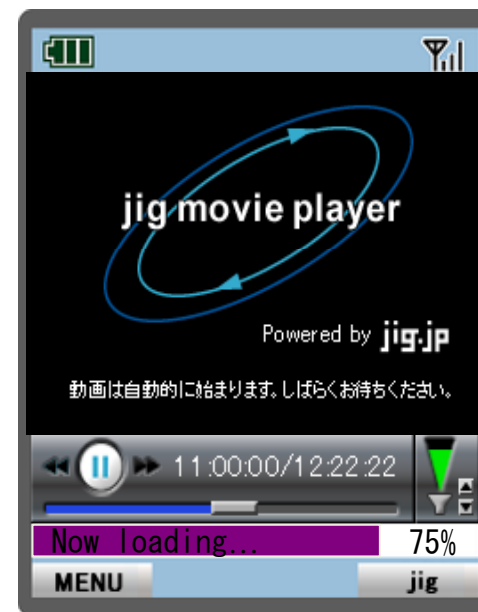 jig movie player
Powered by jig.jp
動画は自動的に始まります。しばらくお待ちください。
11:00:00/12:22:22
Now loading... 75%
MENU jig